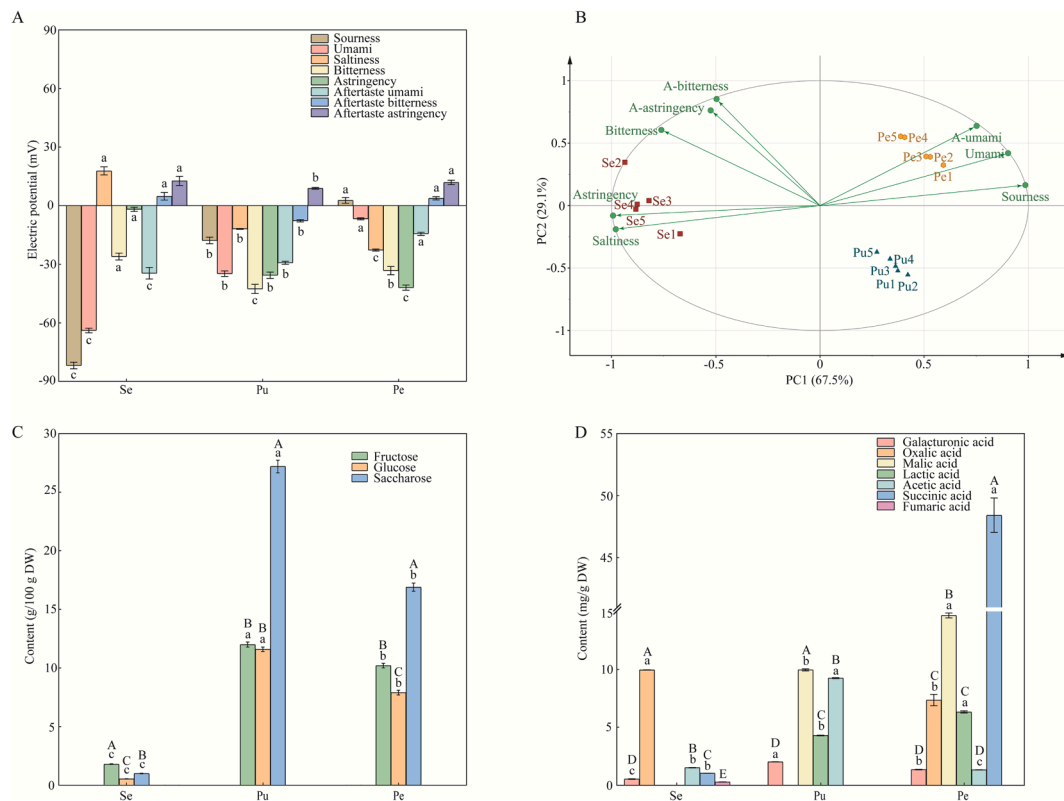 A
90
60
30
0
-30
-60
-90
Electric potential (mV)
Sourness
Umami
Saltiness
Bitterness
Astringency
Aftertaste umami
Aftertaste bitterness
Aftertaste astringency
c
c
a
a
a
c
a
a
b
b
b
c
b
b
b
b
a
a
c
b
c
a
a
a
Se
Pu
Pe
B
1
0.5
0
-0.5
-1
PC2 (29.1%)
A-bitterness
A-astringency
Bitterness
Se2
Astringency
Se4
Se3
Se5
Se1
Saltiness
Pe5
Pe4
A-umami
Pe3
Pe2
Umami
Pe1
Sourness
Pu5
Pu4
Pu3
Pu1
Pu2
-1
-0.5
0
0.5
1
PC1 (67.5%)
C
30
25
20
15
10
5
0
Content (g/100 g DW)
Fructose
Glucose
Saccharose
A
c
C
c
B
c
B
a
B
a
A
a
B
b
C
b
A
b
Se
Pu
Pe
D
55
45
15
10
5
0
Content (mg/g DW)
Galacturonic acid
Oxalic acid
Malic acid
Lactic acid
Acetic acid
Succinic acid
Fumaric acid
D
c
A
a
B
b
C
b
E
D
a
A
b
C
b
B
a
D
b
C
b
B
a
C
a
D
c
A
a
Se
Pu
Pe